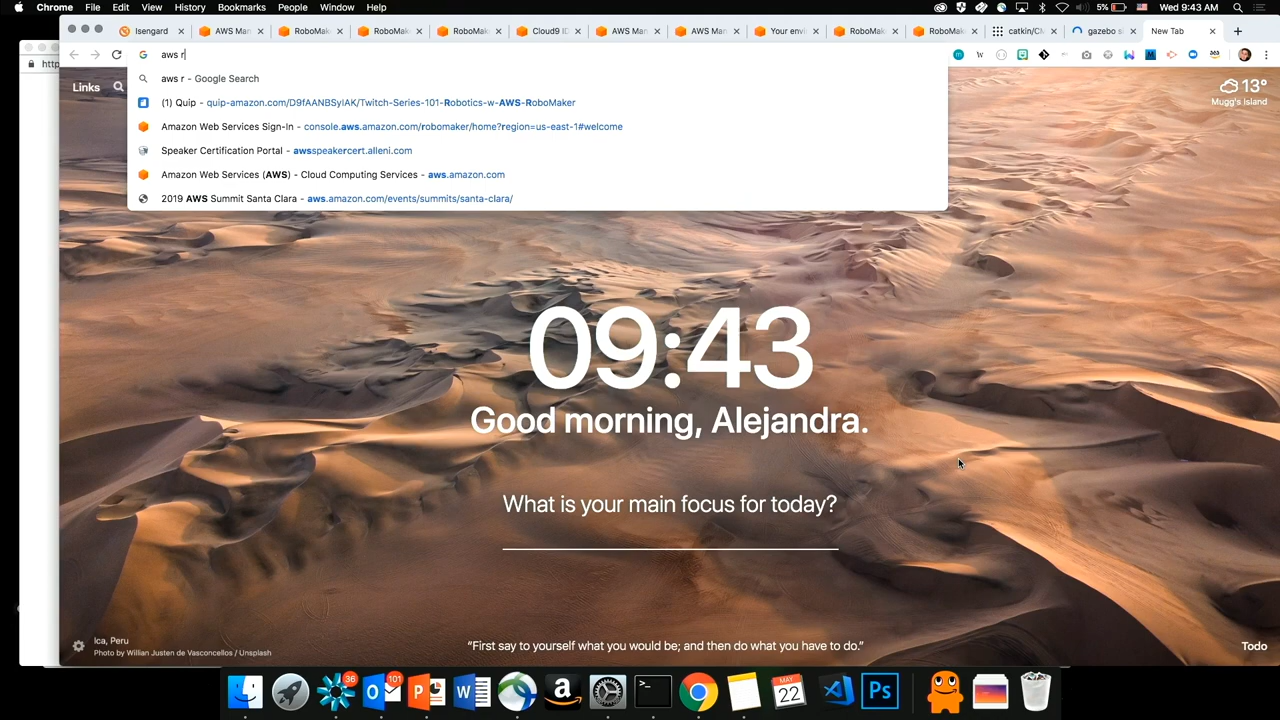 Chrome File Edit View History Bookmarks People Window Help 5% Wed 9:43 AM
Isengard AWS Man RoboMak RoboMak RoboMak Cloud9 ID AWS Man AWS Man Your envi RoboMak RoboMak catkin/CM gazebo si New Tab
http
aws r
Links
aws r - Google Search
(1) Quip - quip-amazon.com/D9fAANBSyiAK/Twitch-Series-101-Robotics-w-AWS-RoboMaker
Amazon Web Services Sign-In - console.aws.amazon.com/robomaker/home?region=us-east-1#welcome
Speaker Certification Portal - awsspeakercert.alleni.com
Amazon Web Services (AWS) - Cloud Computing Services - aws.amazon.com
2019 AWS Summit Santa Clara - aws.amazon.com/events/summits/santa-clara/
13°
Mugg's Island
09:43
Good morning, Alejandra.
What is your main focus for today?
Ica, Peru
Photo by Willian Justen de Vasconcellos / Unsplash
“First say to yourself what you would be; and then do what you have to do.”
Todo
36
101
MAY
22
Ps